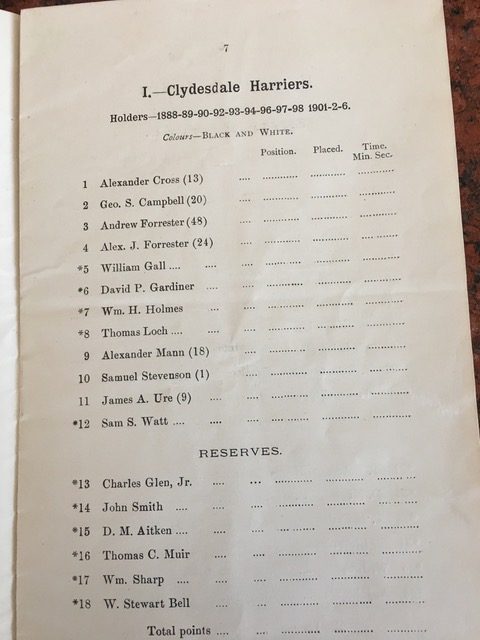 7
I.—Clydesdale Harriers.
Holders—1888-89-90-92-93-94-96-97-98 1901-2-6.
Colours—BLACK AND WHITE.
Position. Placed. Time. Min. Sec.
1 Alexander Cross (13) .... ............ ............ ............
2 Geo. S. Campbell (20) .... ............ ............ ............
3 Andrew Forrester (48) .... ............ ............ ............
4 Alex. J. Forrester (24) .... ............ ............ ............
*5 William Gall .... .... ............ ............ ............
*6 David P. Gardiner .... .... ............ ............ ............
*7 Wm. H. Holmes .... .... ............ ............ ............
*8 Thomas Loch .... .... .... ............ ............ ............
9 Alexander Mann (18) .... ............ ............ ............
10 Samuel Stevenson (1) .... ............ ............ ............
11 James A. Ure (9) .... .... ............ ............ ............
*12 Sam S. Watt .... .... .... ............ ............ ............
RESERVES.
*13 Charles Glen, Jr. .... ... ............ ............ ............
*14 John Smith .... .... .... ............ ............ ............
*15 D. M. Aitken .... .... .... ............ ............ ............
*16 Thomas C. Muir .... .... ............ ............ ............
*17 Wm. Sharp .... .... .... ............ ............ ............
*18 W. Stewart Bell .... .... ............ ............ ............
Total points .... ............ ............ ............